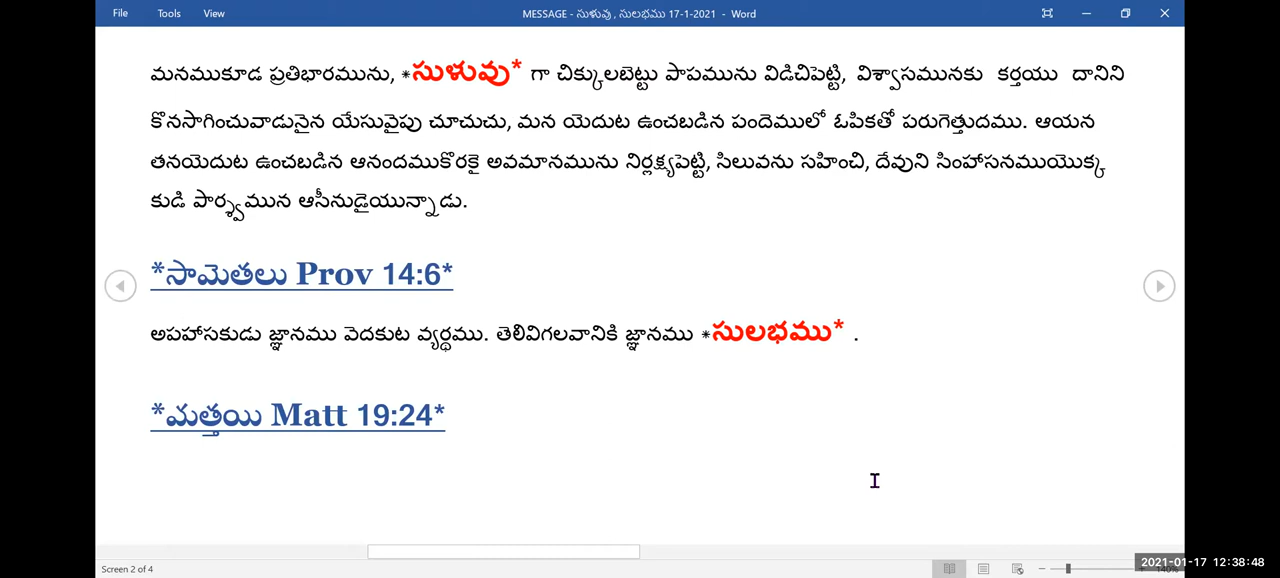 File Tools View MESSAGE - సుళువు , సులభము 17-1-2021 - Word
మనముకూడ ప్రతిభారమును, *సుళువు* గా చిక్కులబెట్టు పాపమును విడిచిపెట్టి, విశ్వాసమునకు కర్తయు దానిని
కొనసాగించువాడునైన యేసువైపు చూచుచు, మన యెదుట ఉంచబడిన పందెములో ఓపికతో పరుగెత్తుదము. ఆయన
తనయెదుట ఉంచబడిన ఆనందముకొరకై అవమానమును నిర్లక్ష్యపెట్టి, సిలువను సహించి, దేవుని సింహాసనముయొక్క
కుడి పార్శ్వమున ఆసీనుడైయున్నాడు.
*సామెతలు Prov 14:6*
అపహాసకుడు జ్ఞానము వెదకుట వ్యర్థము. తెలివిగలవానికి జ్ఞానము *సులభము* .
*మత్తయి Matt 19:24*
Screen 2 of 4
2021-01-17 12:38:48